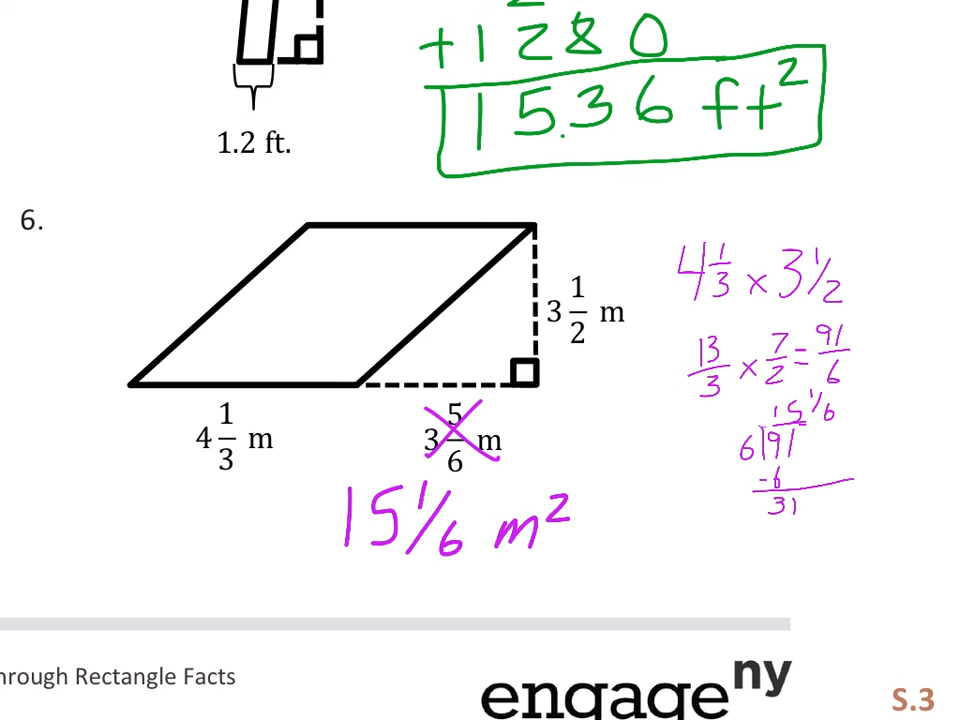 +1280
15.36 ft²
1.2 ft.
6.
4 1/3 × 3 1/2
3 1/2 m
13/3 × 7/2 = 91/6
15 1/6
6 91
-6
31
4 1/3 m
3 5/6 m
15 1/6 m²
hrough Rectangle Facts
engage ny
S.3